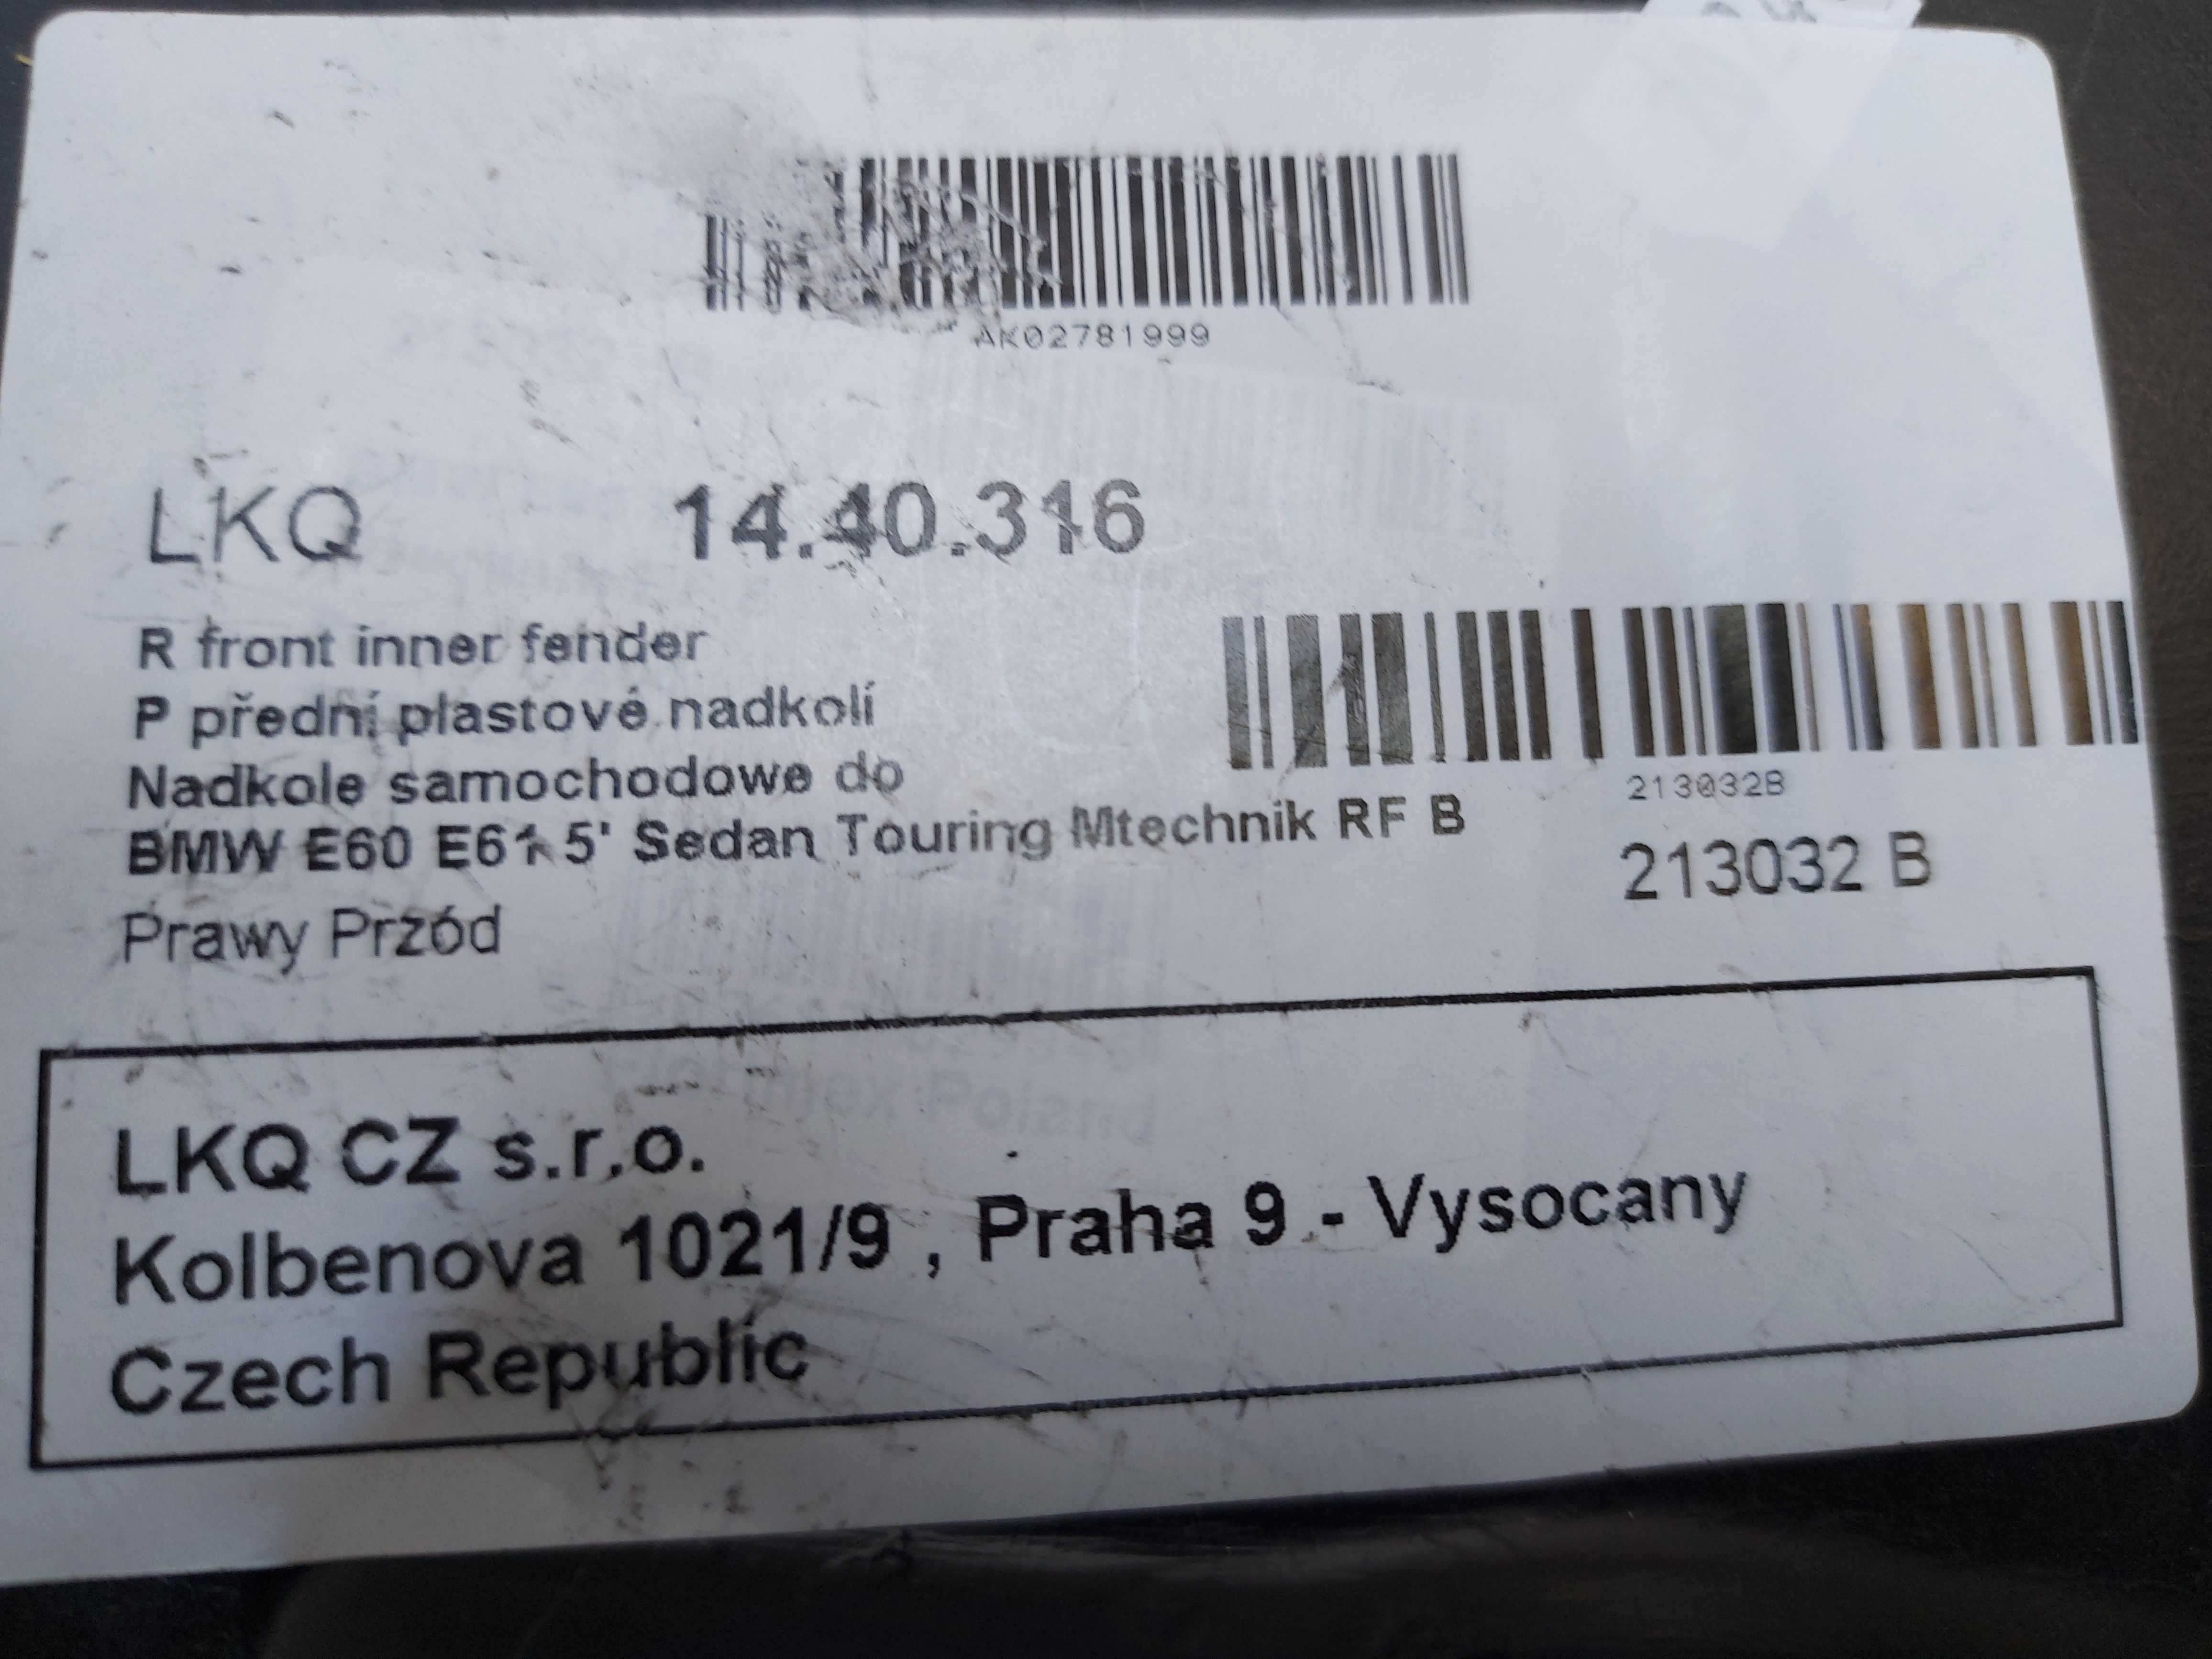 AK02781999
LKQ 14.40.316
R front inner fender
P přední plastové nadkolí
Nadkole samochodowe do
BMW E60 E61 5' Sedan Touring Mtechnik RF B
Prawy Przód
213032B
213032 B
LKQ CZ s.r.o.
Kolbenova 1021/9 , Praha 9 - Vysocany
Czech Republic
Poland